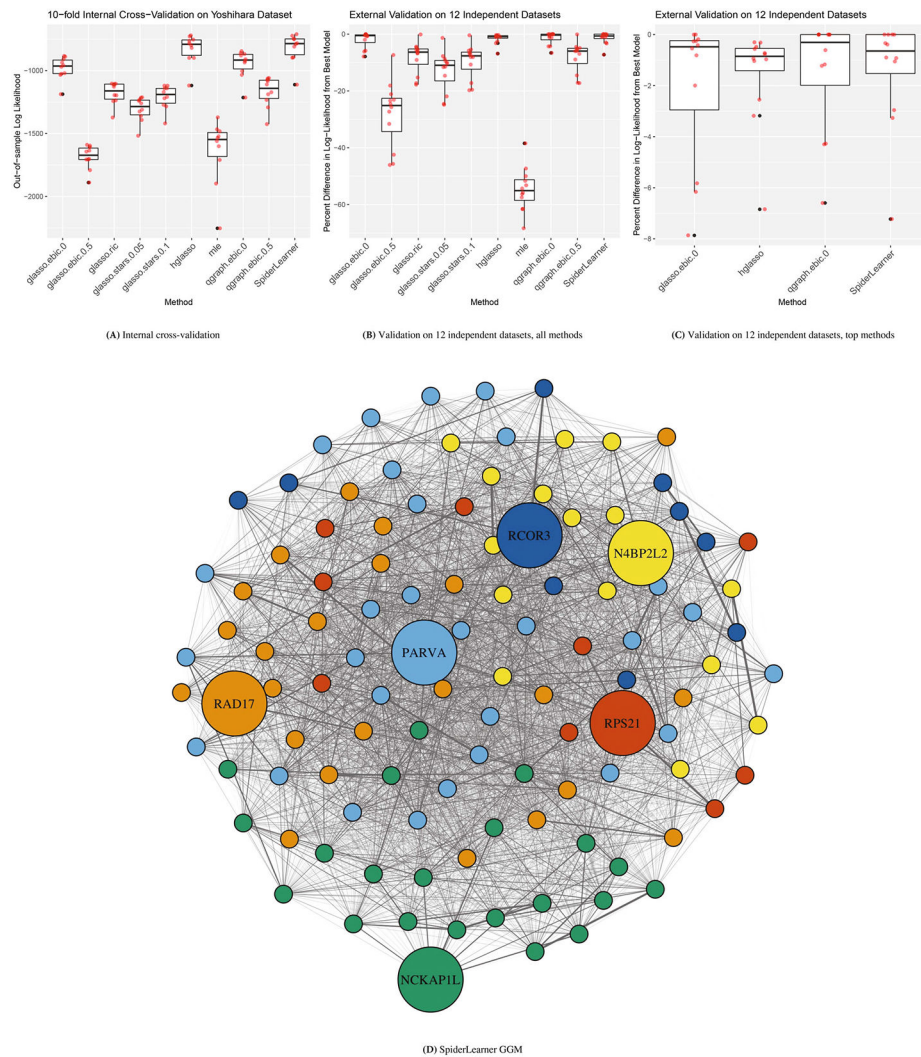 10-fold Internal Cross-Validation on Yoshihara Dataset
Out-of-sample Log Likelihood
-1000
-1500
-2000
glasso.ebic.0
glasso.ebic.0.5
glasso.ric
glasso.stars.0.05
glasso.stars.0.1
hglasso
mle
qgraph.ebic.0
qgraph.ebic.0.5
SpiderLearner
Method
(A) Internal cross-validation
External Validation on 12 Independent Datasets
Percent Difference in Log-Likelihood from Best Model
0
-20
-40
-60
glasso.ebic.0
glasso.ebic.0.5
glasso.ric
glasso.stars.0.05
glasso.stars.0.1
hglasso
mle
qgraph.ebic.0
qgraph.ebic.0.5
SpiderLearner
Method
(B) Validation on 12 independent datasets, all methods
External Validation on 12 Independent Datasets
Percent Difference in Log-Likelihood from Best Model
0
-2
-4
-6
-8
glasso.ebic.0
hglasso
qgraph.ebic.0
SpiderLearner
Method
(C) Validation on 12 independent datasets, top methods
RCOR3
N4BP2L2
PARVA
RAD17
RPS21
NCKAP1L
(D) SpiderLearner GGM